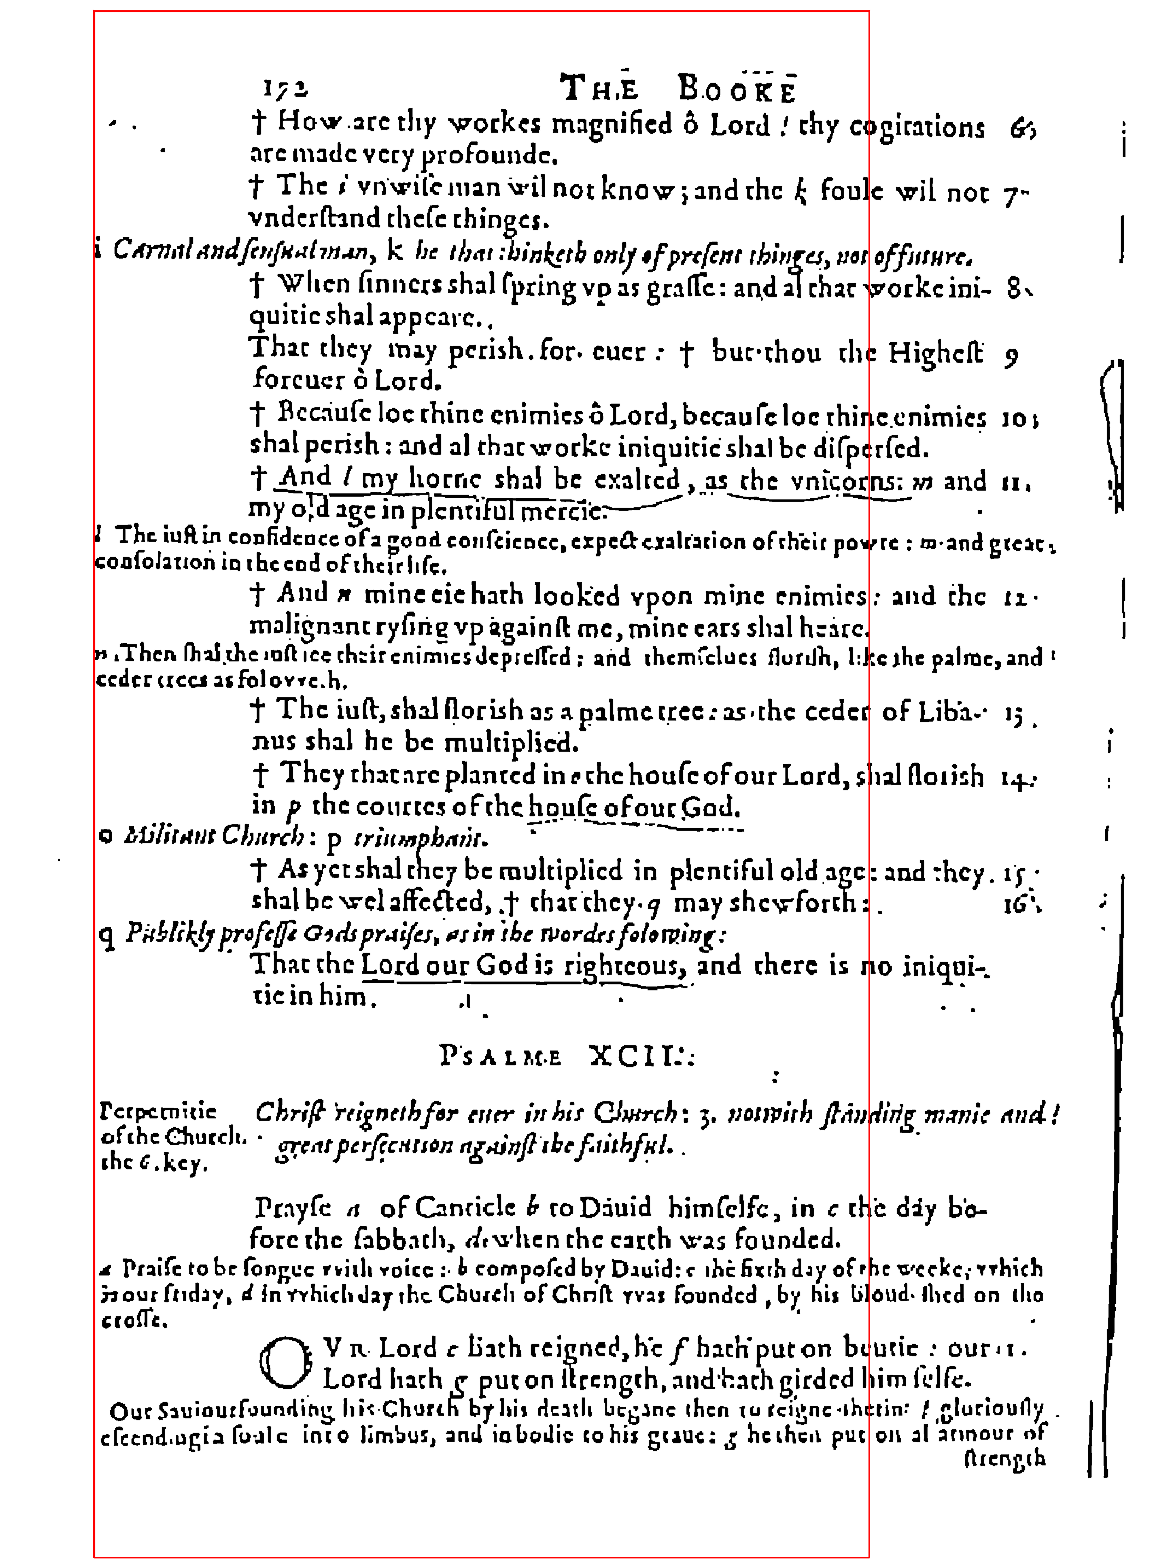 172 THE BOOKE
† How are thy workes magnified ô Lord! thy cogitations 6
are made very profounde.
† The i vnwise man wil not know; and the k foule wil not 7
vnderſtand theſe thinges.
i Carnal and ſenſual man, k he that thinketh only of preſent thinges, not of future.
† When ſinners shal ſpring vp as graſſe: and al that worke ini- 8
quitie shal appeare.
That they may perish for euer: † but thou the Higheſt 9
foreuer ô Lord.
† Becauſe loe thine enimies ô Lord, becauſe loe thine enimies 10
shal perish: and al that worke iniquitie shal be diſperſed.
† And l my horne shal be exalted, as the vnicorns: m and 11.
my old age in plentiful mercie.
l The iuſt in confidence of a good conſcience, expect exaltation of their powre: m and great
conſolation in the end of their life.
† And n mine eie hath looked vpon mine enimies: and the 12
malignant ryſing vp againſt me, mine ears shal heare.
n Then ſhal the iuſt ſee their enimies depreſſed: and themſelues floriſh, like the palme, and
ceder trees as foloweth.
† The iuſt, shal florish as a palme tree: as the ceder of Liba- 13
nus shal he be multiplied.
† They that are planted in o the houſe of our Lord, shal florish 14
in p the courtes of the houſe of our God.
o Militant Church: p triumphant.
† As yet shal they be multiplied in plentiful old age: and they 15
shal be wel affected, † that they q may shew forth: 16
q Publikly profeſſe Gods praiſes, as in the wordes folowing:
That the Lord our God is righteous, and there is no iniqui-
tie in him.
PSALME XCII.
Perpetuitie
of the Church.
the 6. key.
Chriſt reigneth for euer in his Church: 3. notwith ſtanding manie and
great perſecution againſt the faithful.
Prayſe a of Canticle b to Dauid himſelfe, in c the day be-
fore the ſabbath, d when the earth was founded.
a Praiſe to be ſongue with voice: b compoſed by Dauid: c the ſixth day of the weeke, which
is our friday, d in which day the Church of Chriſt was founded, by his bloud ſhed on the
croſſe.
OVR Lord e hath reigned, he f hath put on beutie: our 1.
Lord hath g put on ſtrength, and hath girded him ſelfe.
Our Sauiour founding his Church by his death began then to reigne therin: f gloriouſly
eſcending in ſoule into limbus, and in bodie to his graue: g he then put on al armour of
ſtrength